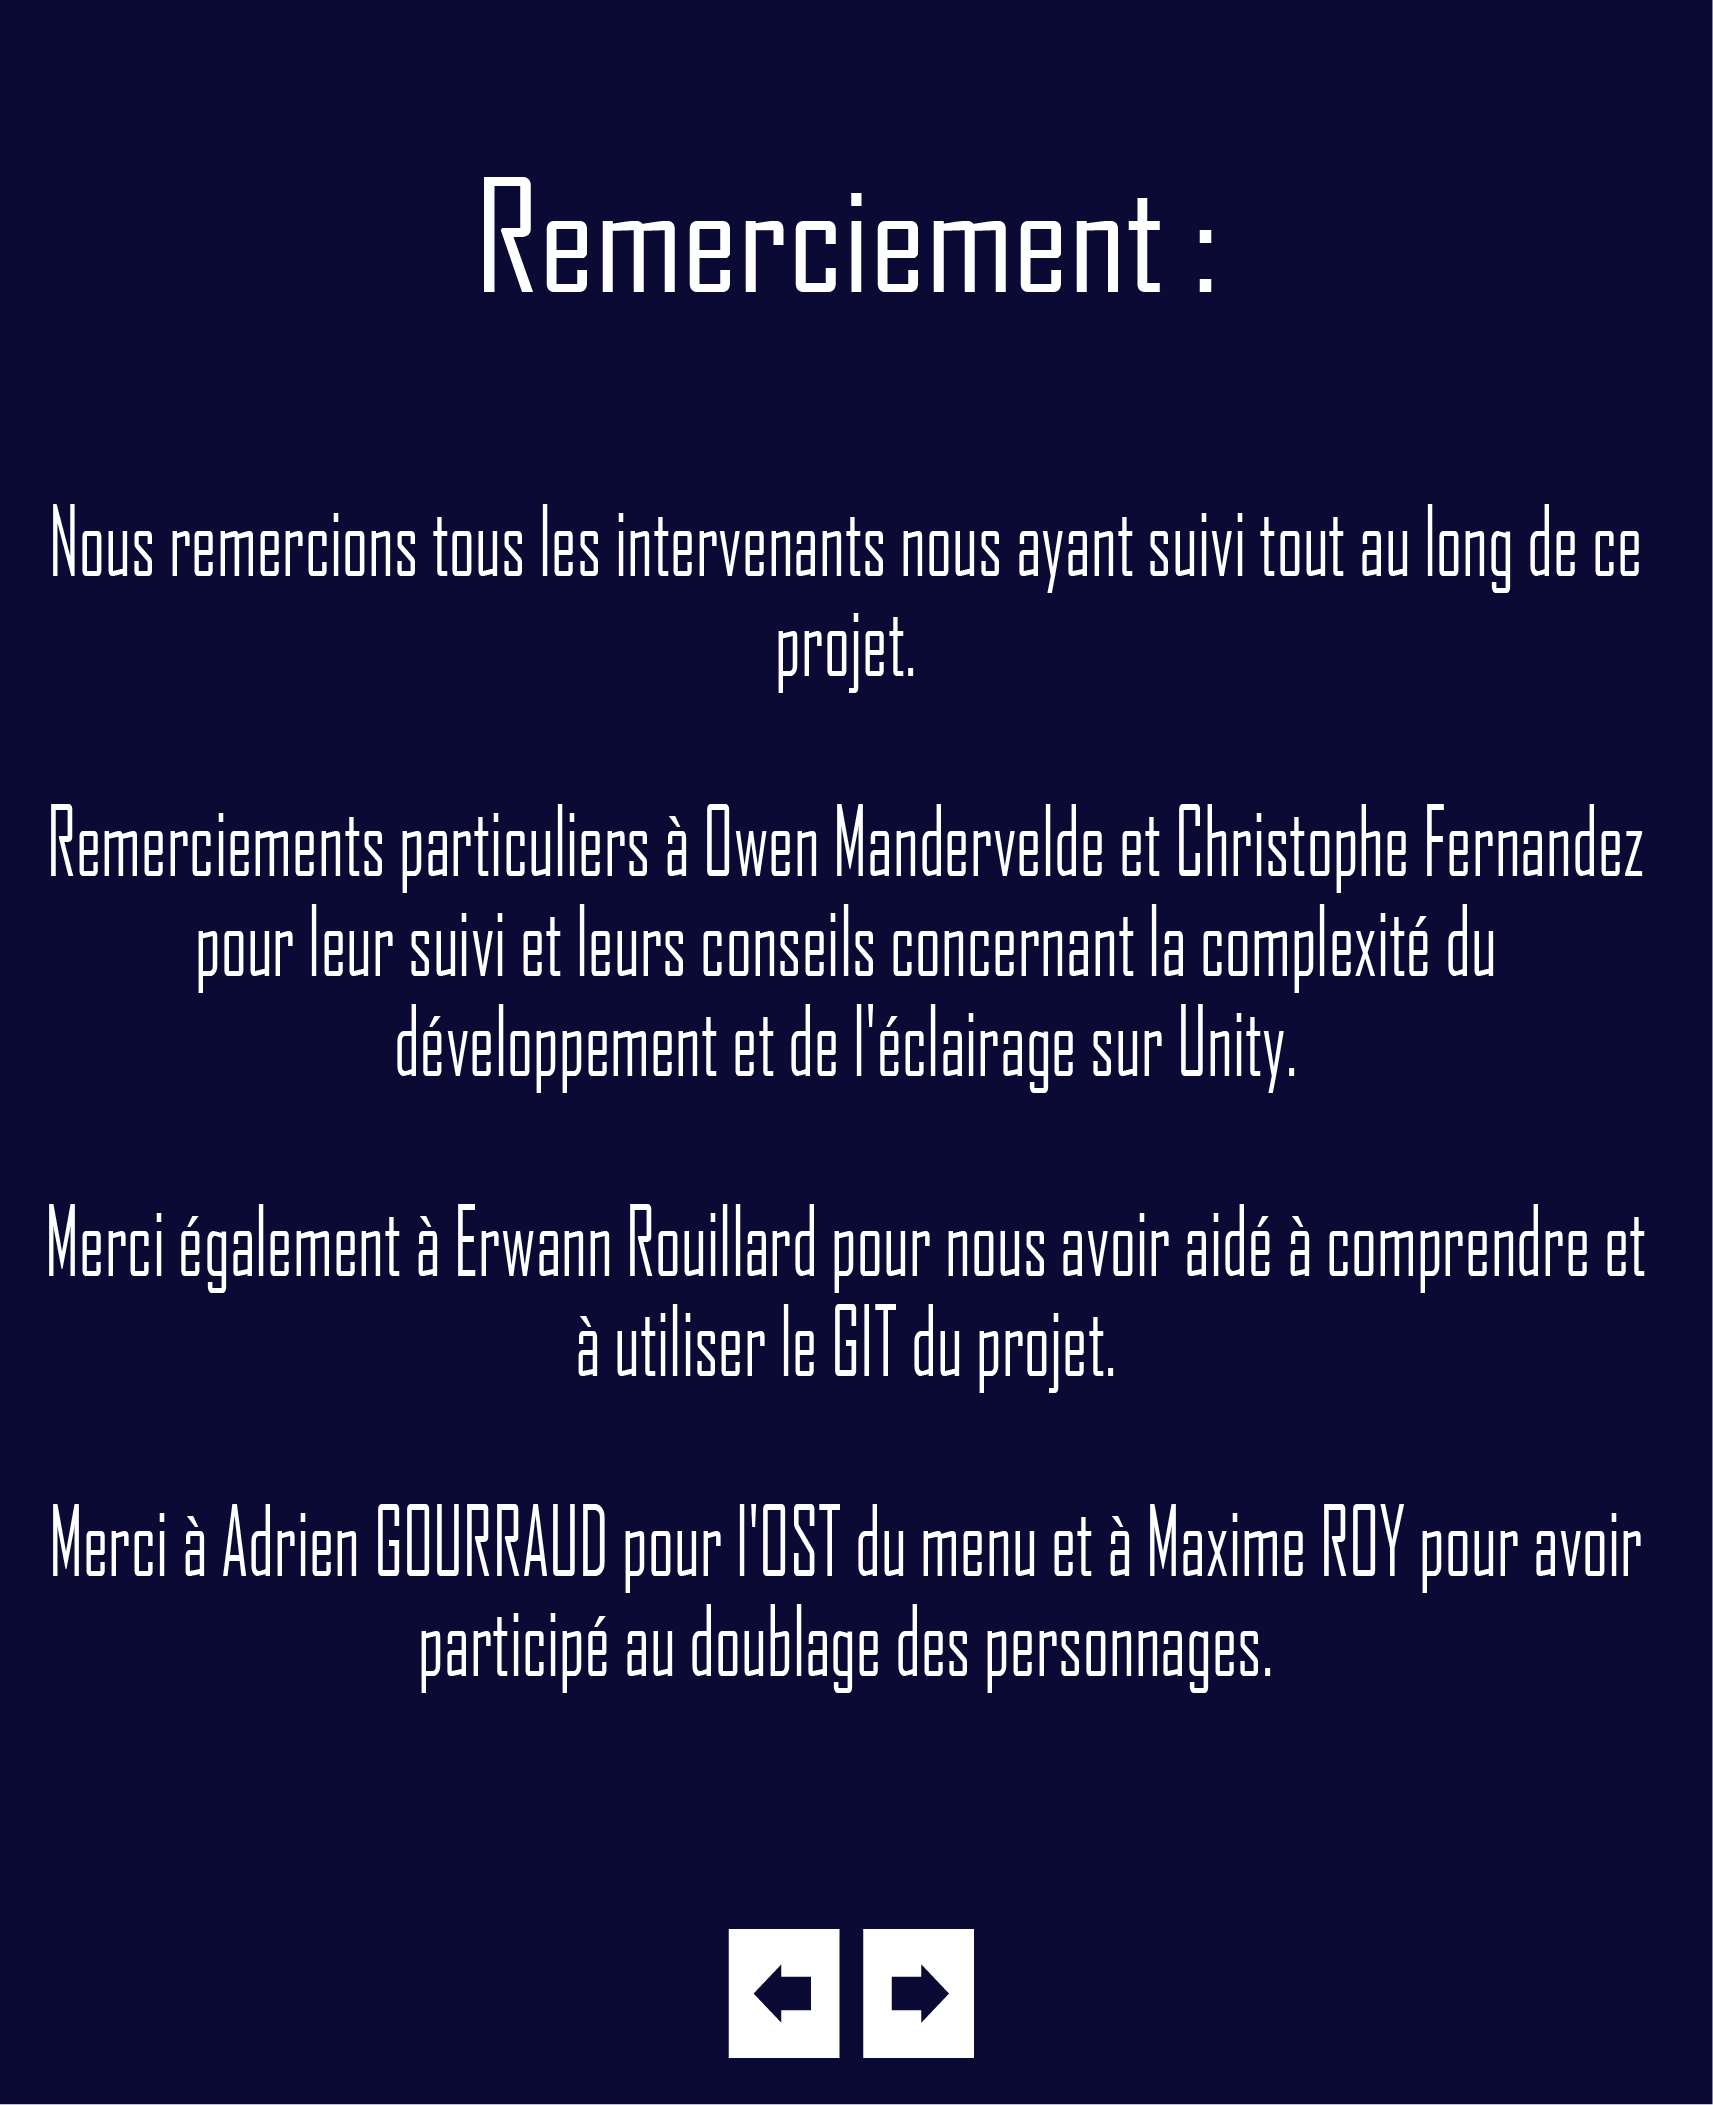 Remerciement :
Nous remercions tous les intervenants nous ayant suivi tout au long de ce
projet.
Remerciements particuliers à Owen Mandervelde et Christophe Fernandez
pour leur suivi et leurs conseils concernant la complexité du
développement et de l'éclairage sur Unity.
Merci également à Erwann Rouillard pour nous avoir aidé à comprendre et
à utiliser le GIT du projet.
Merci à Adrien GOURRAUD pour l'OST du menu et à Maxime ROY pour avoir
participé au doublage des personnages.